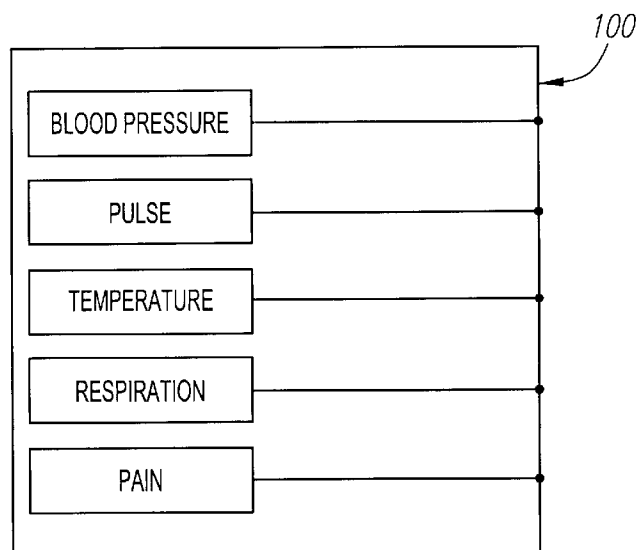 100
BLOOD PRESSURE
PULSE
TEMPERATURE
RESPIRATION
PAIN